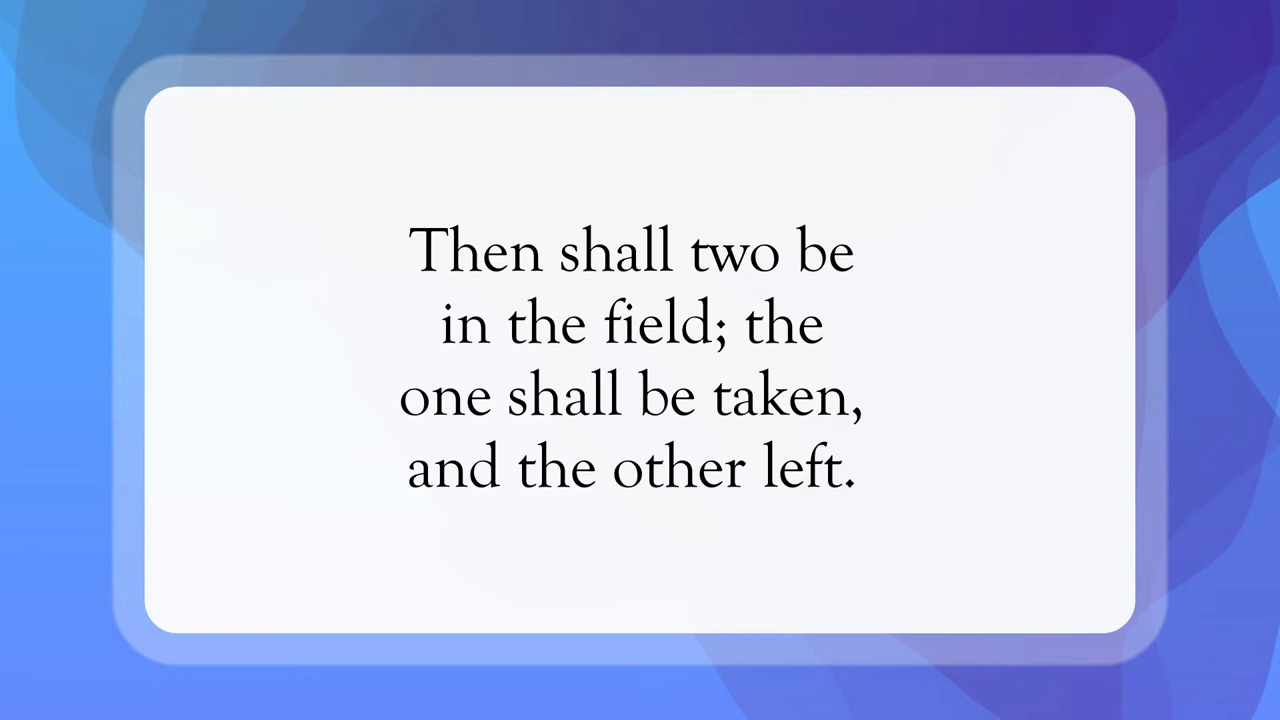 Then shall two be
in the field; the
one shall be taken,
and the other left.